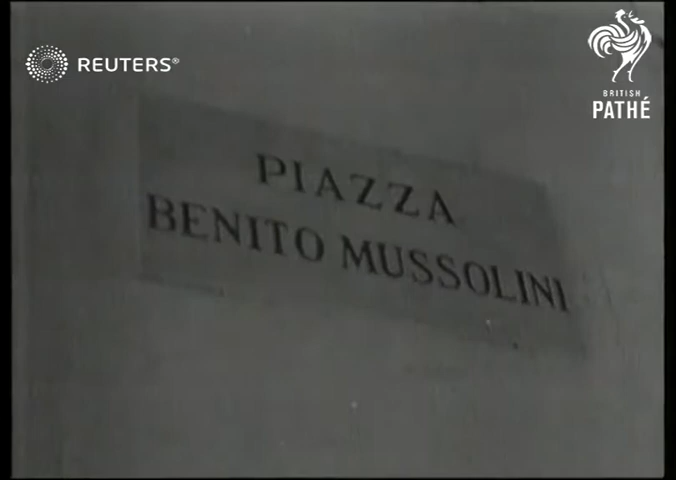 REUTERS®
BRITISH
PATHÉ
PIAZZA
BENITO MUSSOLINI